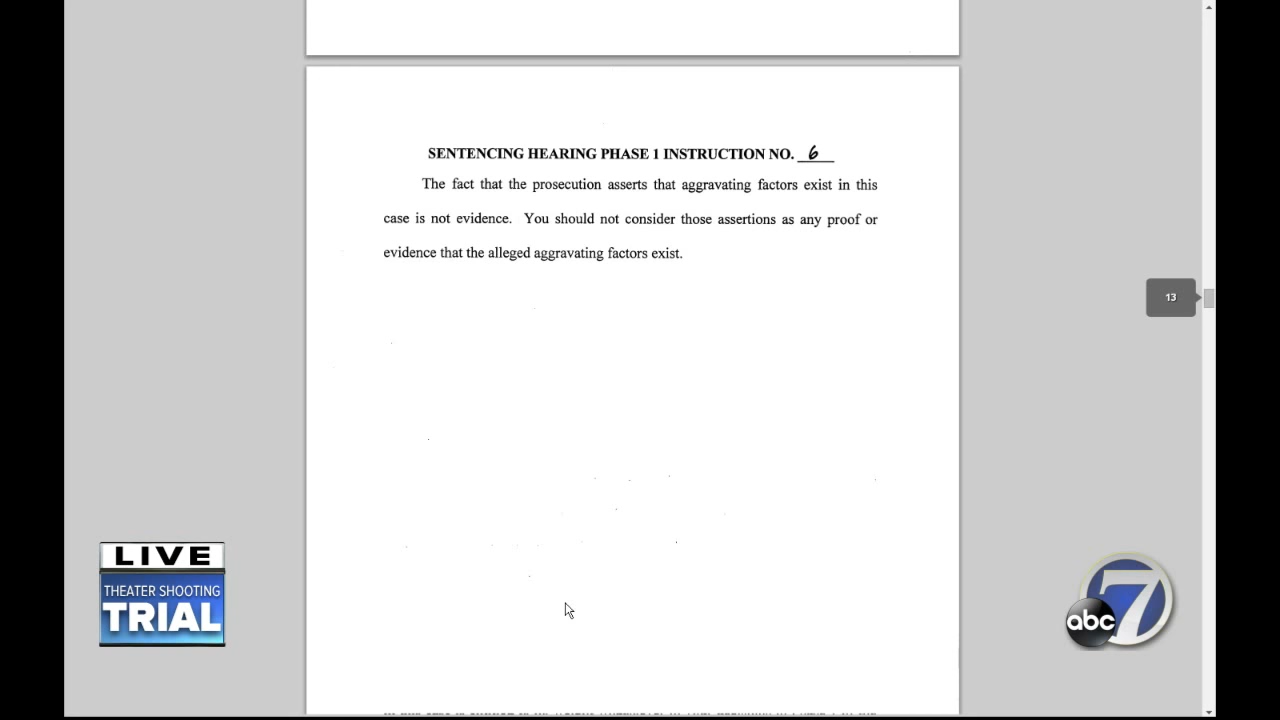 SENTENCING HEARING PHASE 1 INSTRUCTION NO. 6
The fact that the prosecution asserts that aggravating factors exist in this
case is not evidence. You should not consider those assertions as any proof or
evidence that the alleged aggravating factors exist.
13
LIVE
THEATER SHOOTING
TRIAL
abc 7